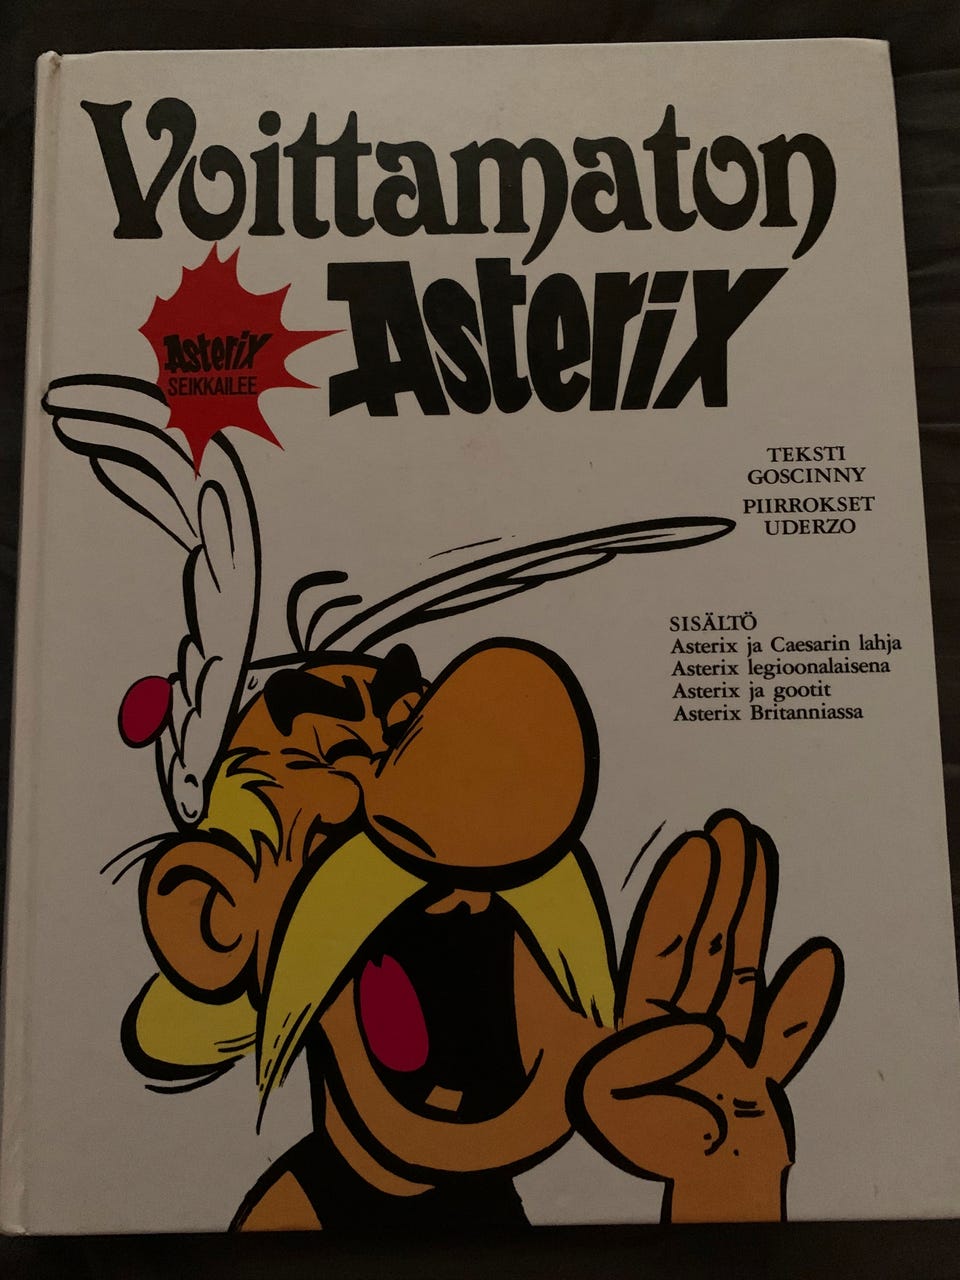 Voittamaton
Asterix
Asterix
SEIKKAILEE
TEKSTI
GOSCINNY
PIIRROKSET
UDERZO
SISÄLTÖ
Asterix ja Caesarin lahja
Asterix legioonalaisena
Asterix ja gootit
Asterix Britanniassa